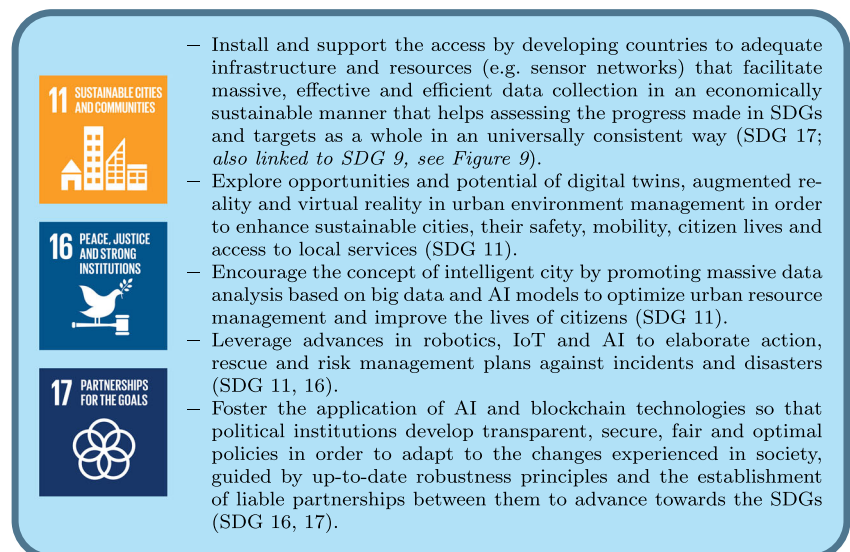 11 SUSTAINABLE CITIES
AND COMMUNITIES
16 PEACE, JUSTICE
AND STRONG
INSTITUTIONS
17 PARTNERSHIPS
FOR THE GOALS
– Install and support the access by developing countries to adequate
infrastructure and resources (e.g. sensor networks) that facilitate
massive, effective and efficient data collection in an economically
sustainable manner that helps assessing the progress made in SDGs
and targets as a whole in an universally consistent way (SDG 17;
also linked to SDG 9, see Figure 9).
– Explore opportunities and potential of digital twins, augmented re-
ality and virtual reality in urban environment management in order
to enhance sustainable cities, their safety, mobility, citizen lives and
access to local services (SDG 11).
– Encourage the concept of intelligent city by promoting massive data
analysis based on big data and AI models to optimize urban resource
management and improve the lives of citizens (SDG 11).
– Leverage advances in robotics, IoT and AI to elaborate action,
rescue and risk management plans against incidents and disasters
(SDG 11, 16).
– Foster the application of AI and blockchain technologies so that
political institutions develop transparent, secure, fair and optimal
policies in order to adapt to the changes experienced in society,
guided by up-to-date robustness principles and the establishment
of liable partnerships between them to advance towards the SDGs
(SDG 16, 17).